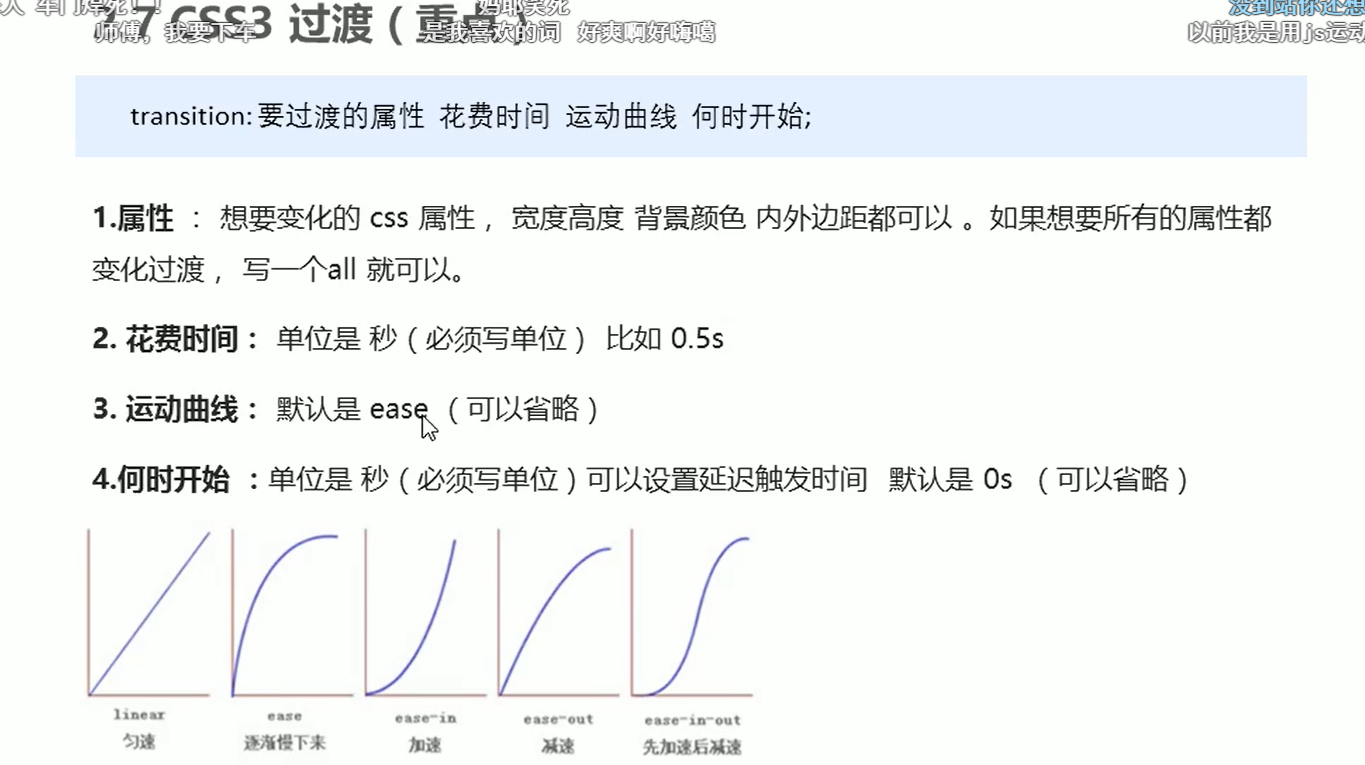 车门焊死！！
妈耶笑死
没到站你还想
7 CSS3 过渡（重点）
师傅，我要下车
是我喜欢的词
好爽啊好嗨噶
以前我是用js运动
transition: 要过渡的属性 花费时间 运动曲线 何时开始;
1.属性 ： 想要变化的 css 属性， 宽度高度 背景颜色 内外边距都可以 。如果想要所有的属性都
变化过渡， 写一个all 就可以。
2. 花费时间： 单位是 秒（必须写单位） 比如 0.5s
3. 运动曲线： 默认是 ease （可以省略）
4.何时开始 ：单位是 秒（必须写单位）可以设置延迟触发时间 默认是 0s （可以省略）
linear ease ease-in ease-out ease-in-out
匀速 逐渐慢下来 加速 减速 先加速后减速